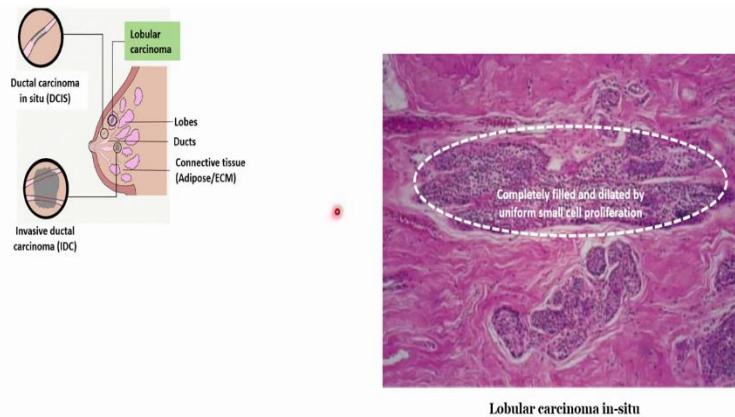 Lobular
carcinoma
Ductal carcinoma
in situ (DCIS)
Lobes
Ducts
Connective tissue
(Adipose/ECM)
Invasive ductal
carcinoma (IDC)
Completely filled and dilated by
uniform small cell proliferation
Lobular carcinoma in-situ